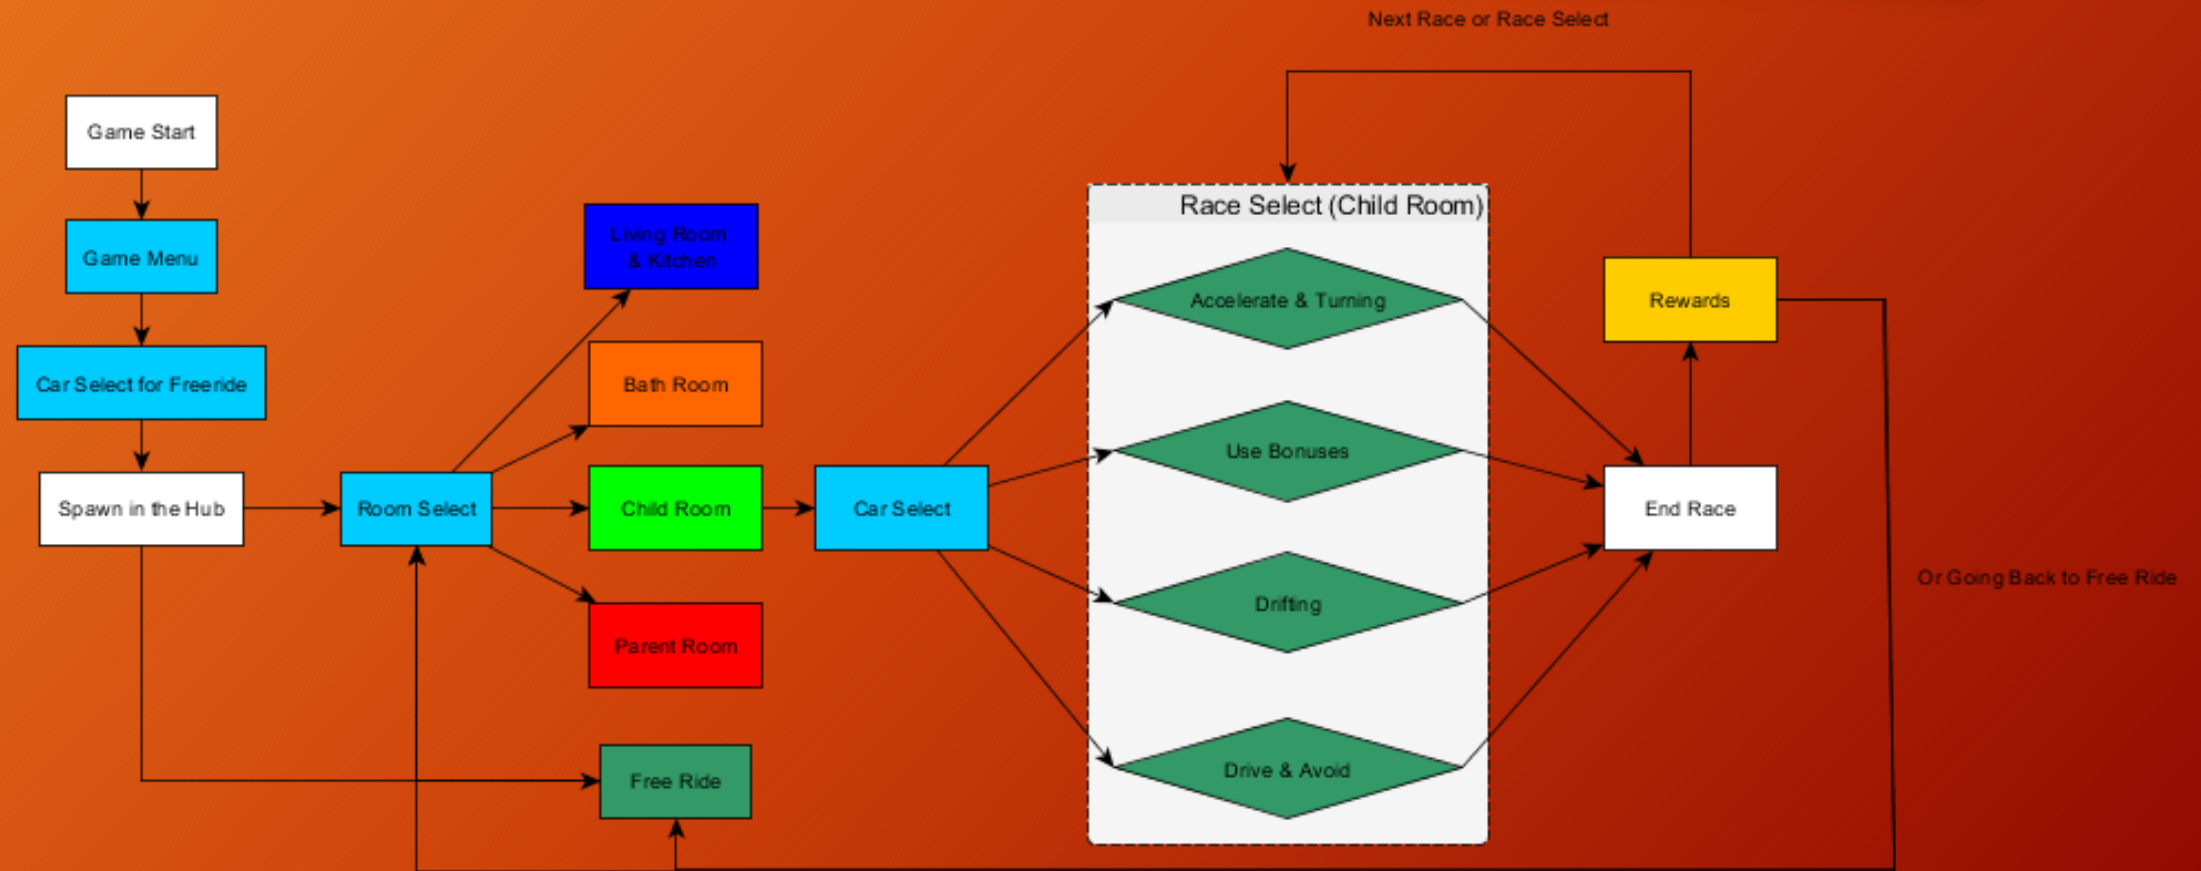 Next Race or Race Select
Game Start
Game Menu
Car Select for Freeride
Spawn in the Hub
Room Select
Living Room
& Kitchen
Bath Room
Child Room
Parent Room
Free Ride
Car Select
Race Select (Child Room)
Accelerate & Turning
Use Bonuses
Drifting
Drive & Avoid
Rewards
End Race
Or Going Back to Free Ride